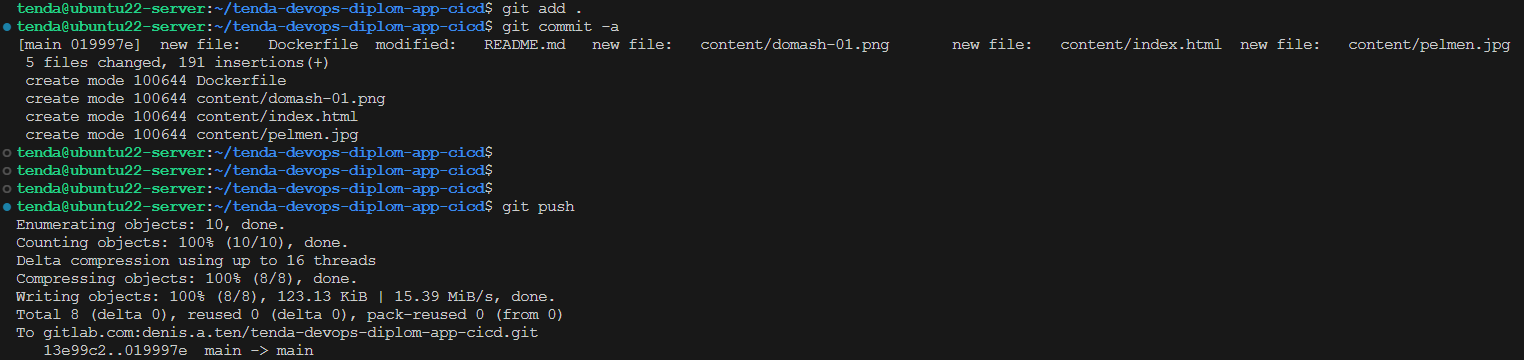 tenda@ubuntu22-server:~/tenda-devops-diplom-app-cicd$ git add .
tenda@ubuntu22-server:~/tenda-devops-diplom-app-cicd$ git commit -a
[main 019997e]  new file:   Dockerfile  modified:   README.md   new file:   content/domash-01.png       new file:   content/index.html  new file:   content/pelmen.jpg
 5 files changed, 191 insertions(+)
 create mode 100644 Dockerfile
 create mode 100644 content/domash-01.png
 create mode 100644 content/index.html
 create mode 100644 content/pelmen.jpg
tenda@ubuntu22-server:~/tenda-devops-diplom-app-cicd$
tenda@ubuntu22-server:~/tenda-devops-diplom-app-cicd$
tenda@ubuntu22-server:~/tenda-devops-diplom-app-cicd$
tenda@ubuntu22-server:~/tenda-devops-diplom-app-cicd$ git push
Enumerating objects: 10, done.
Counting objects: 100% (10/10), done.
Delta compression using up to 16 threads
Compressing objects: 100% (8/8), done.
Writing objects: 100% (8/8), 123.13 KiB | 15.39 MiB/s, done.
Total 8 (delta 0), reused 0 (delta 0), pack-reused 0 (from 0)
To gitlab.com:denis.a.ten/tenda-devops-diplom-app-cicd.git
   13e99c2..019997e  main -> main